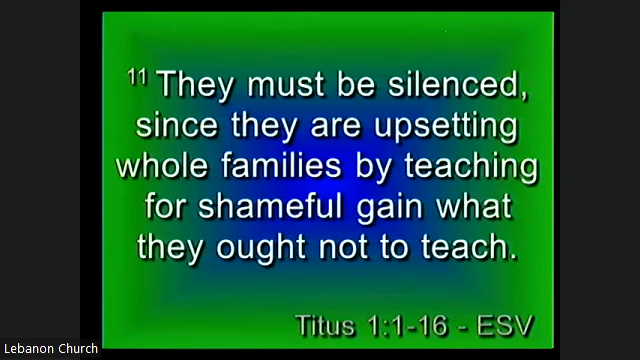 11 They must be silenced,
since they are upsetting
whole families by teaching
for shameful gain what
they ought not to teach.
Titus 1:1-16 - ESV
Lebanon Church